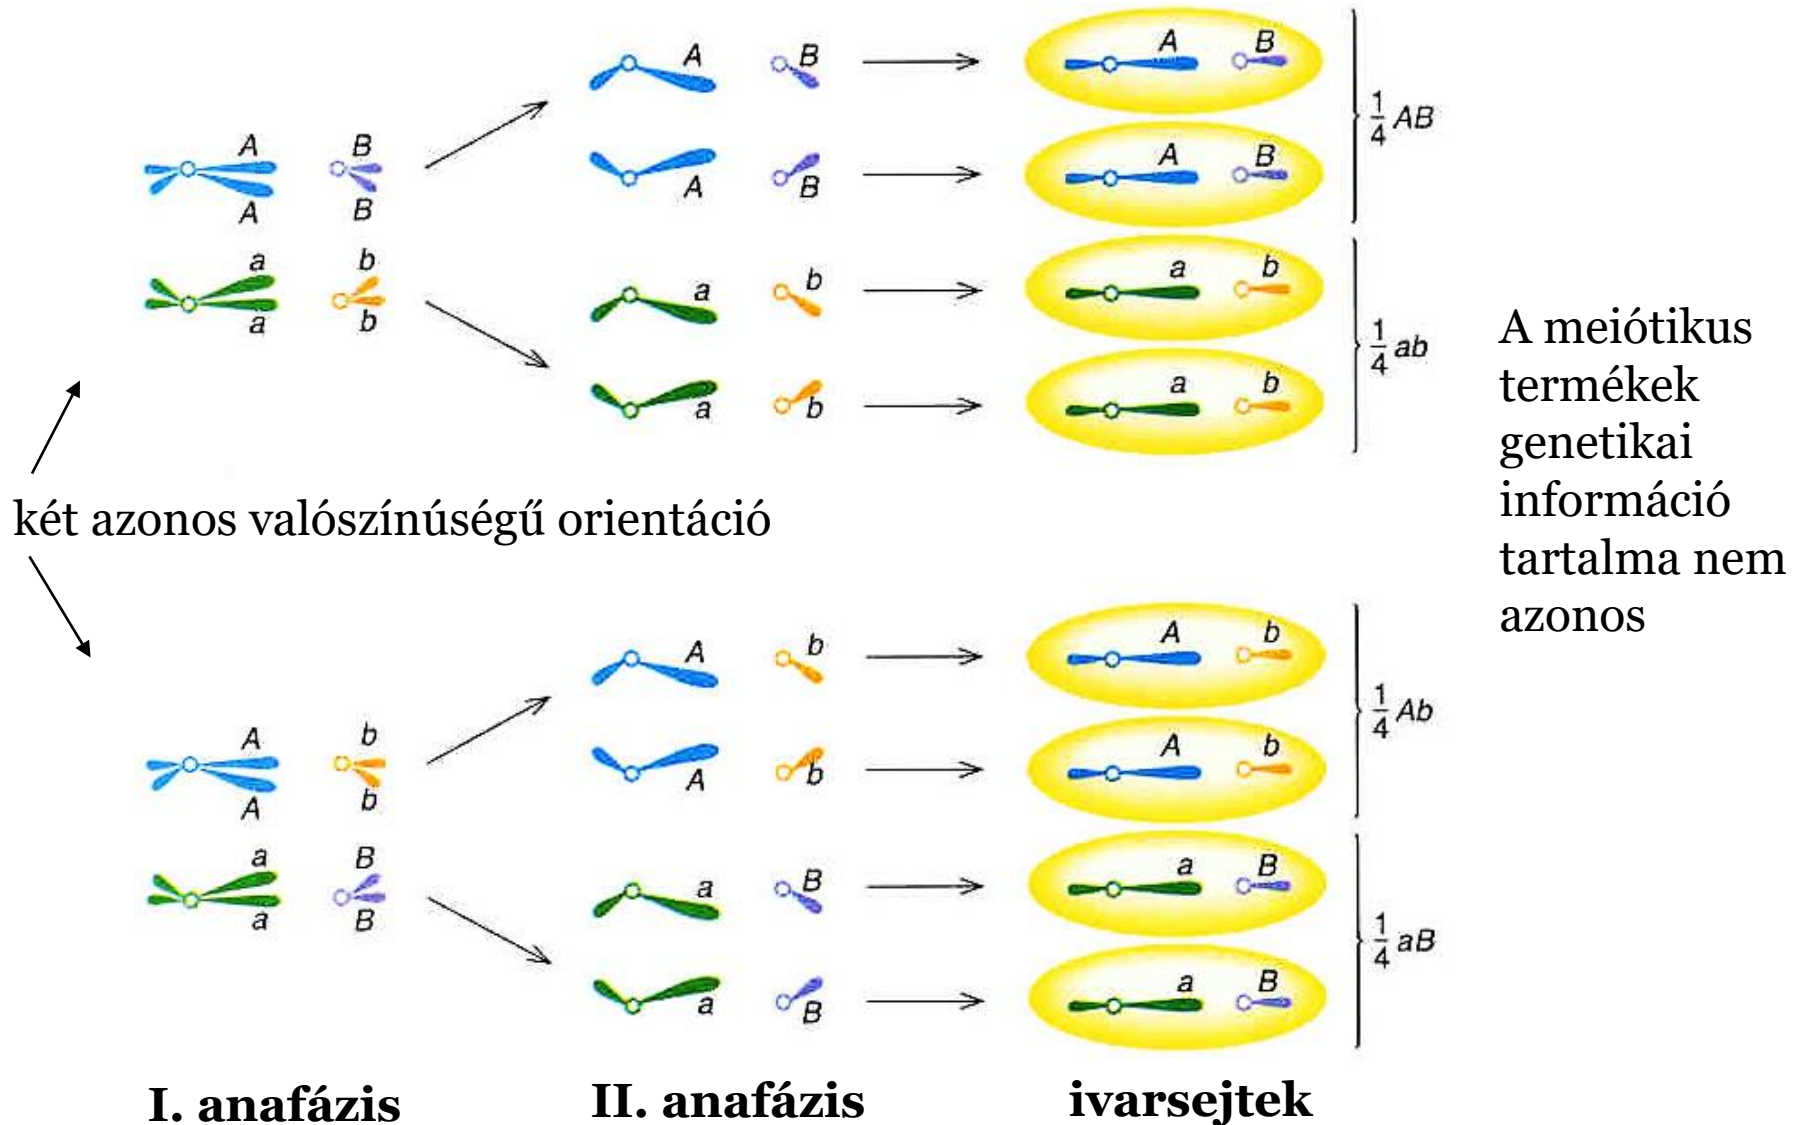 A B A B
A B
A B
A B
A B
A B
1/4 AB
a b
a b
a b
a b
a b
a b
1/4 ab
két azonos valószínúségű orientáció
A meiótikus
termékek
genetikai
információ
tartalma nem
azonos
A b A b
A b
A b
A b
A b
A b
1/4 Ab
a B
a B
a B
a B
a B
a B
1/4 aB
I. anafázis II. anafázis ivarsejtek